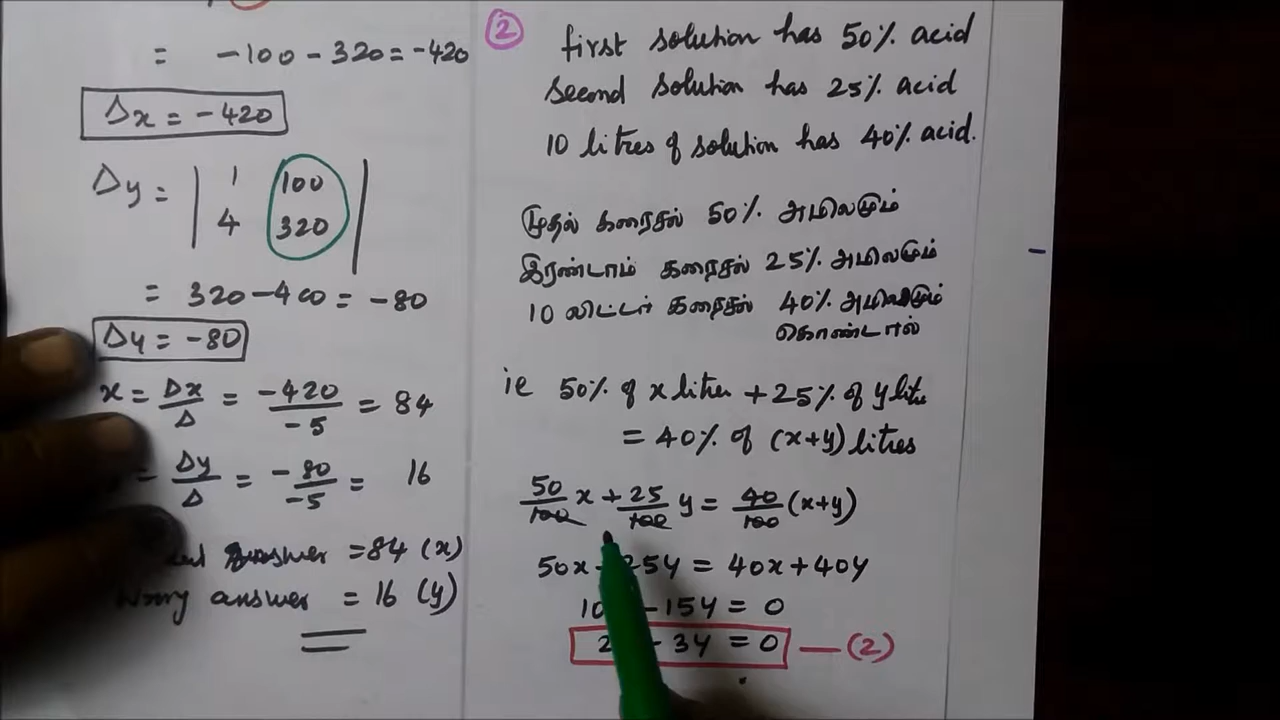 = -100 - 320 = -420
Δx = -420
Δy = | 1 100 |
| 4 320 |
= 320 - 400 = -80
Δy = -80
x = Δx/Δ = -420/-5 = 84
= Δy/Δ = -80/-5 = 16
answer = 84 (x)
answer = 16 (y)
2
first solution has 50% acid
second solution has 25% acid
10 litres of solution has 40% acid.
முதல் கரைசல் 50% அமிலமும்
இரண்டாம் கரைசல் 25% அமிலமும்
10 லிட்டர் கரைசல் 40% அமிலமும்
கொண்டால்
ie 50% of x litres + 25% of y litre
= 40% of (x+y) litres
50/100 x + 25/100 y = 40/100 (x+y)
50x 25y = 40x + 40y
10 - 15y = 0
2 - 3y = 0 — (2)